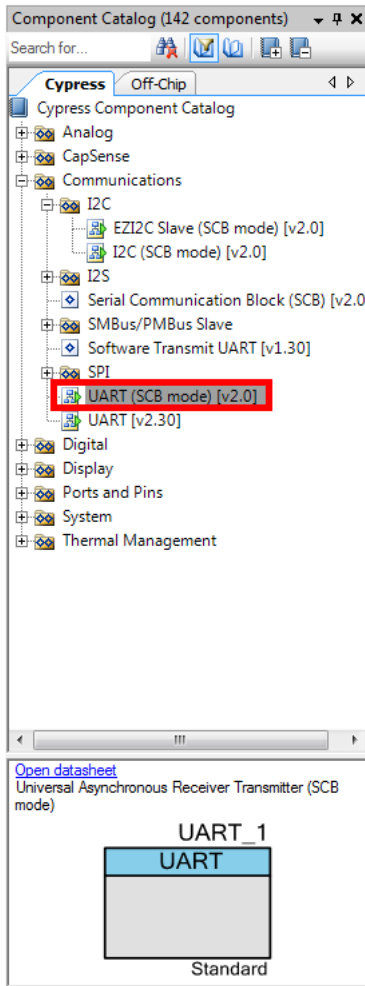 Component Catalog (142 components)
Search for...
Cypress
Off-Chip
Cypress Component Catalog
Analog
CapSense
Communications
I2C
EZI2C Slave (SCB mode) [v2.0]
I2C (SCB mode) [v2.0]
I2S
Serial Communication Block (SCB) [v2.0
SMBus/PMBus Slave
Software Transmit UART [v1.30]
SPI
UART (SCB mode) [v2.0]
UART [v2.30]
Digital
Display
Ports and Pins
System
Thermal Management
Open datasheet
Universal Asynchronous Receiver Transmitter (SCB
mode)
UART_1
UART
Standard